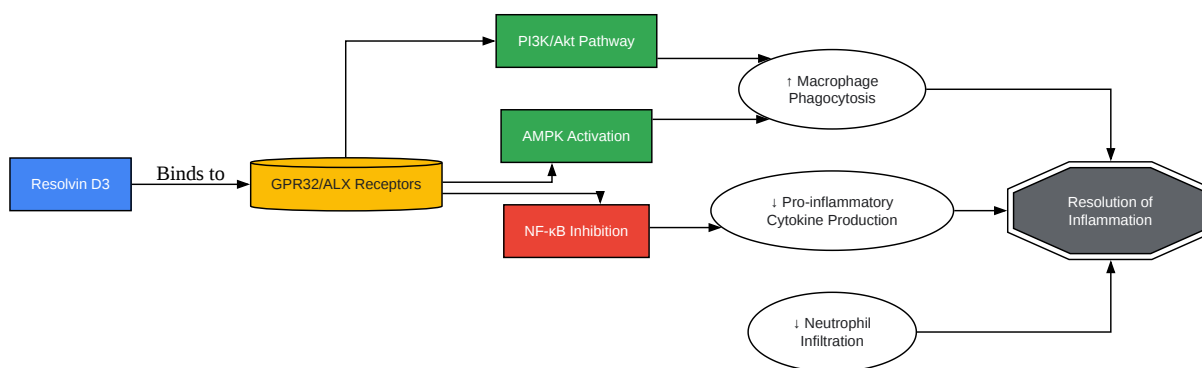 PI3K/Akt Pathway
↑ Macrophage
Phagocytosis
AMPK Activation
Resolvin D3
Binds to
GPR32/ALX Receptors
NF-κB Inhibition
↓ Pro-inflammatory
Cytokine Production
Resolution of
Inflammation
↓ Neutrophil
Infiltration